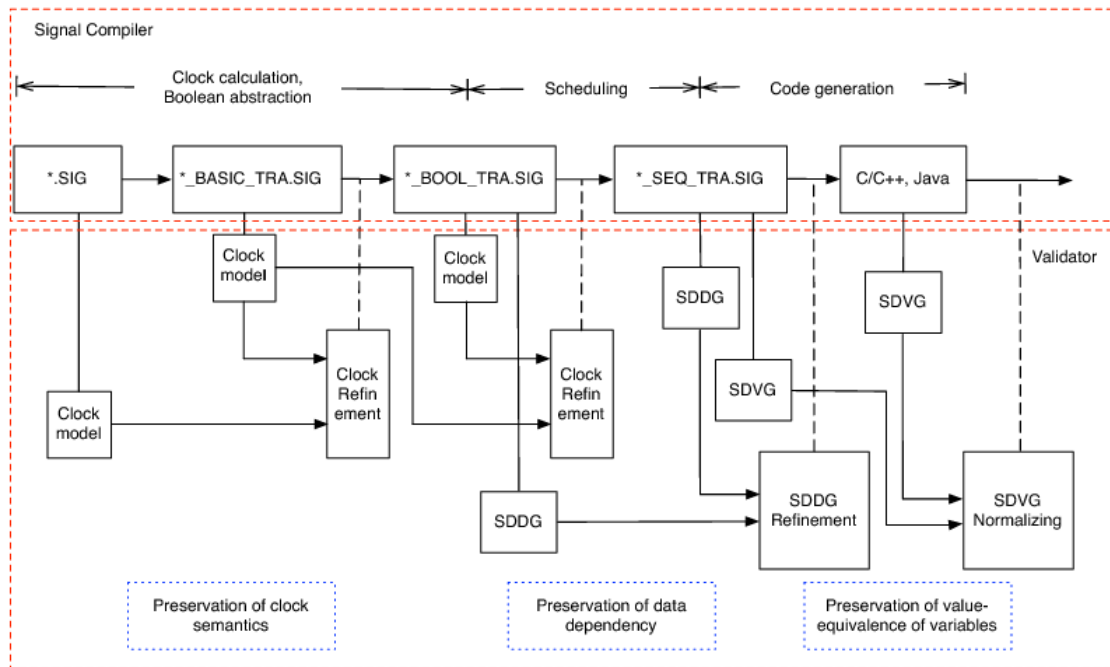 Signal Compiler
Clock calculation,
Boolean abstraction
Scheduling
Code generation
*.SIG
*_BASIC_TRA.SIG
*_BOOL_TRA.SIG
*_SEQ_TRA.SIG
C/C++, Java
Validator
Clock
model
Clock
model
SDDG
SDVG
Clock
Refin
ement
Clock
Refin
ement
SDVG
Clock
model
SDDG
SDDG
Refinement
SDVG
Normalizing
Preservation of clock
semantics
Preservation of data
dependency
Preservation of value-
equivalence of variables